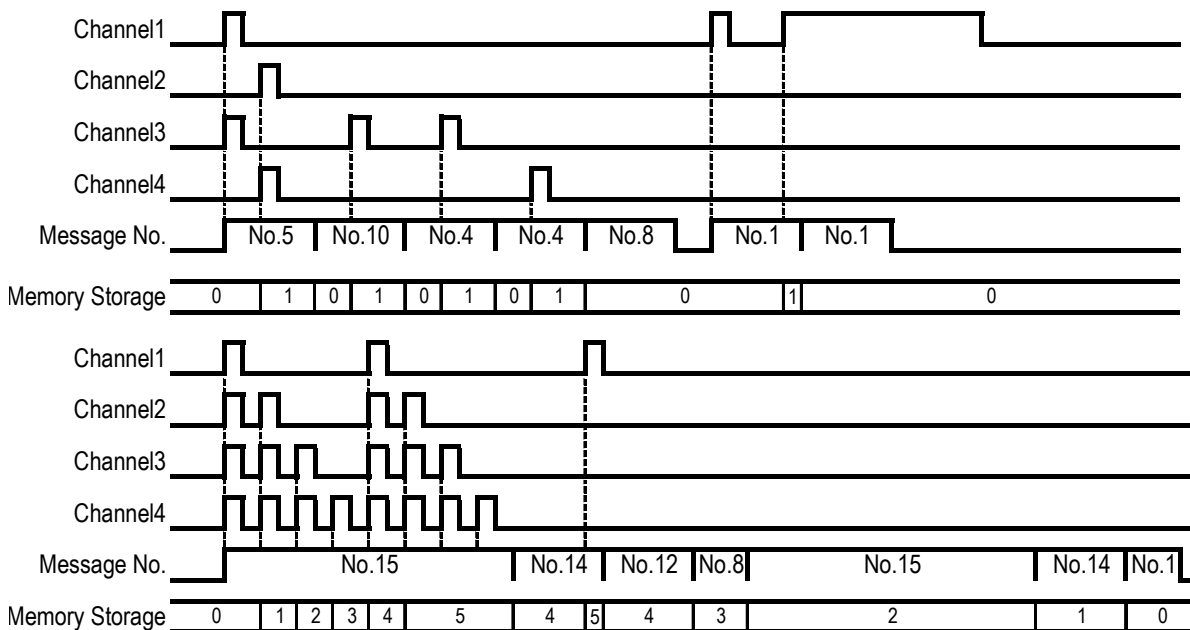 Channel1
Channel2
Channel3
Channel4
Message No. No.5 No.10 No.4 No.4 No.8 No.1 No.1
Memory Storage 0 1 0 1 0 1 0 1 0 1 0
Channel1
Channel2
Channel3
Channel4
Message No. No.15 No.14 No.12 No.8 No.15 No.14 No.1
Memory Storage 0 1 2 3 4 5 4 5 4 3 2 1 0